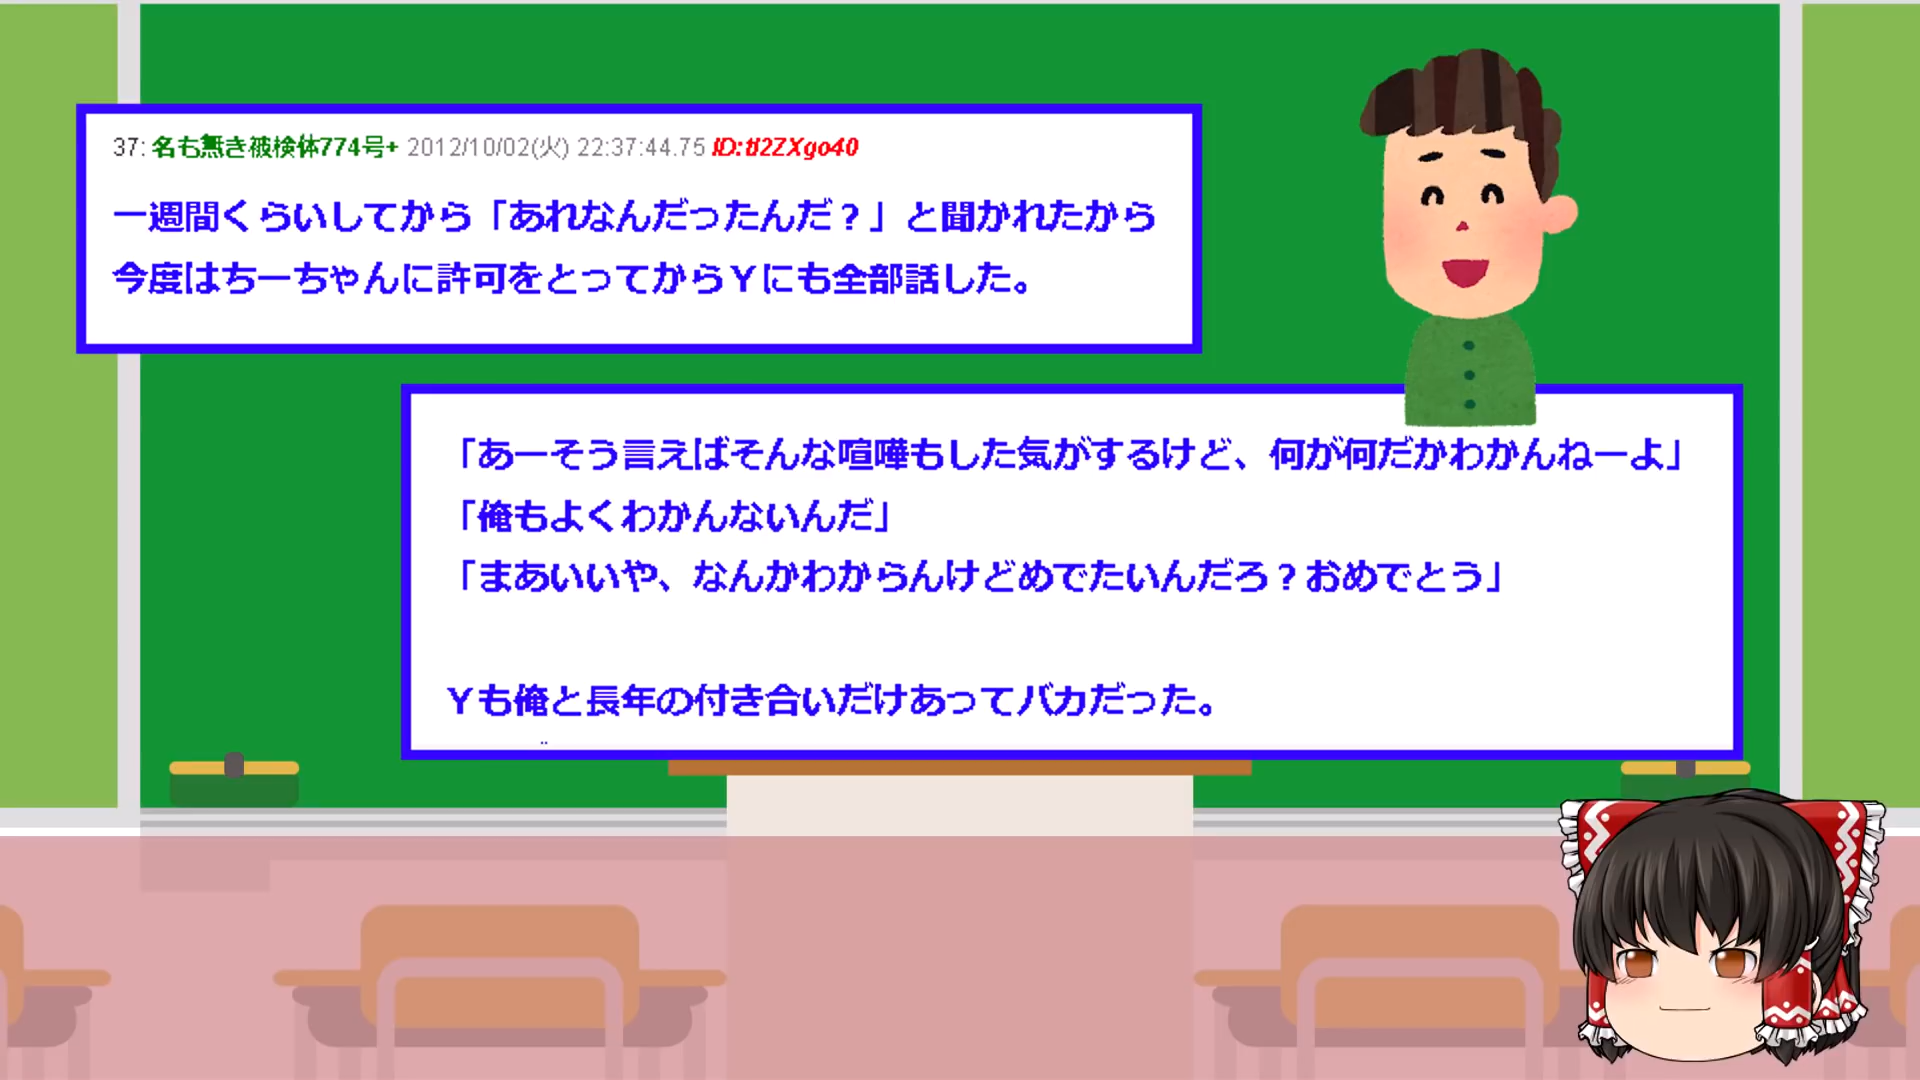 37: 名も無き被検体774号+ 2012/10/02(火) 22:37:44.75 ID:tl2ZXgo40
一週間くらいしてから「あれなんだったんだ？」と聞かれたから
今度はちーちゃんに許可をとってからＹにも全部話した。
「あーそう言えばそんな喧嘩もした気がするけど、何が何だかわかんねーよ」
「俺もよくわかんないんだ」
「まあいいや、なんかわからんけどめでたいんだろ？おめでとう」
Ｙも俺と長年の付き合いだけあってバカだった。